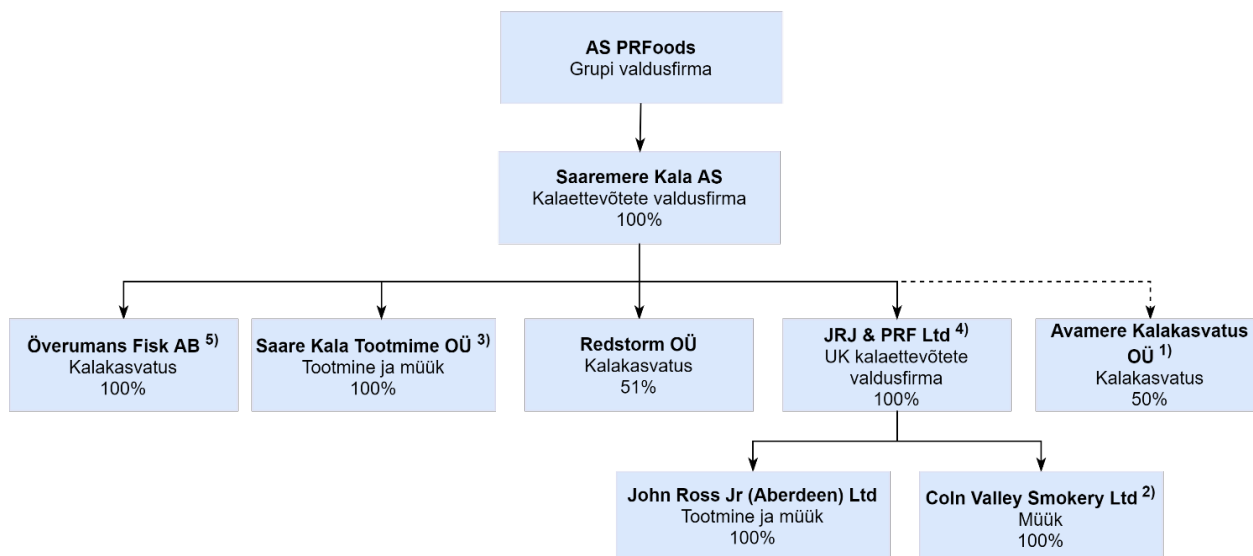 AS PRFoods
Grupi valdusfirma
Saaremere Kala AS
Kalaettevõtete valdusfirma
100%
Överumans Fisk AB 5)
Kalakasvatus
100%
Saare Kala Tootmime OÜ 3)
Tootmine ja müük
100%
Redstorm OÜ
Kalakasvatus
51%
JRJ & PRF Ltd 4)
UK kalaettevõtete
valdusfirma
100%
Avamere Kalakasvatus
OÜ 1)
Kalakasvatus
50%
John Ross Jr (Aberdeen) Ltd
Tootmine ja müük
100%
Coln Valley Smokery Ltd 2)
Müük
100%